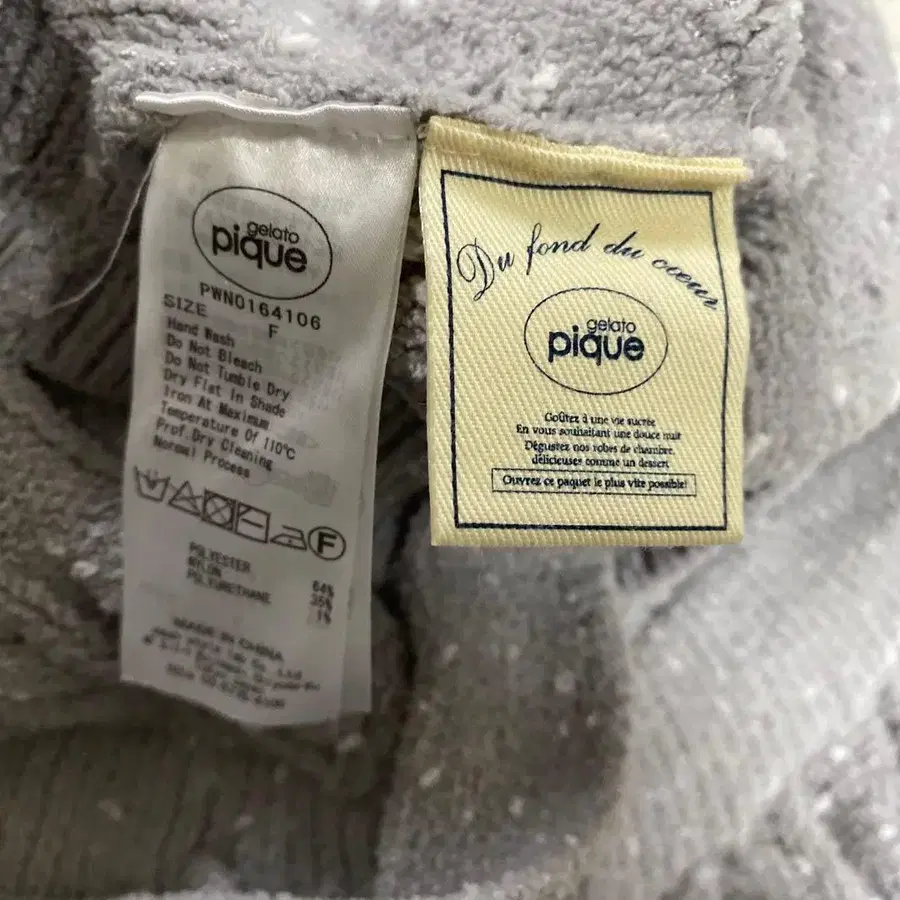 gelato
pique
PWNO164106
SIZE F
Hand Wash
Do Not Bleach
Do Not Tumble Dry
Dry Flat in Shade
Iron At Maximum
Temperature Of 110℃
Prof.Dry Cleaning
Normal Process
F
POLYESTER 64%
NYLON 35%
POLYURETHANE 1%
MADE IN CHINA
Du fond du cœur
gelato
pique
Goûtez à une vie sucrée
En vous souhaitant une douce nuit
Dégustez nos robes de chambre,
délicieuses comme un dessert
Ouvrez ce paquet le plus vite possible!